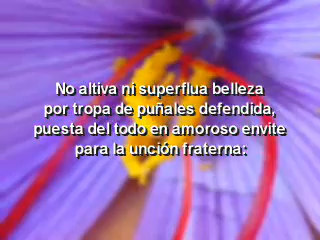 No altiva ni superflua belleza
por tropa de puñales defendida,
puesta del todo en amoroso envite
para la unción fraterna: